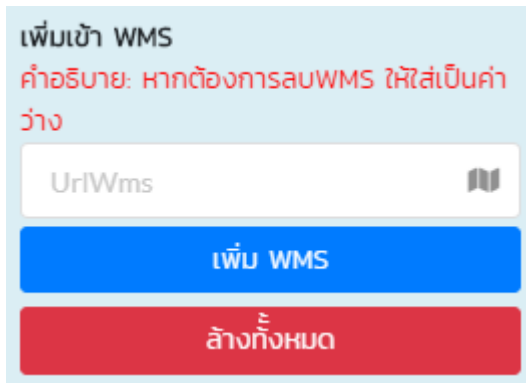 เพิ่มเข้า WMS
คำอธิบาย: หากต้องการลบWMS ให้ใส่เป็นค่า
ว่าง
UrlWms
เพิ่ม WMS
ล้างทั้งหมด